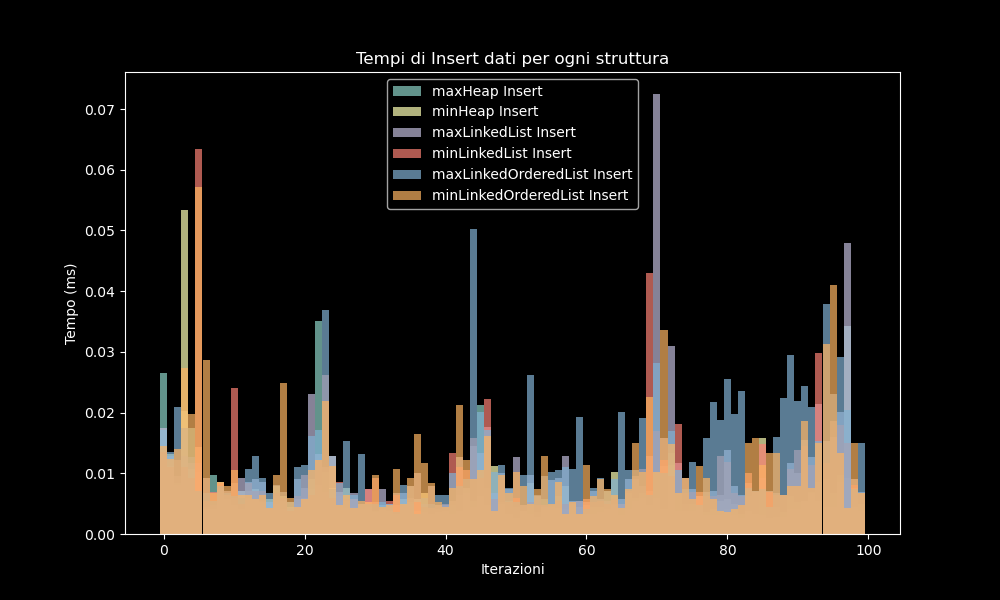 Tempi di Insert dati per ogni struttura
maxHeap Insert
minHeap Insert
maxLinkedList Insert
minLinkedList Insert
maxLinkedOrderedList Insert
minLinkedOrderedList Insert
0.07
0.06
0.05
0.04
0.03
0.02
0.01
0.00
Tempo (ms)
0 20 40 60 80 100
Iterazioni